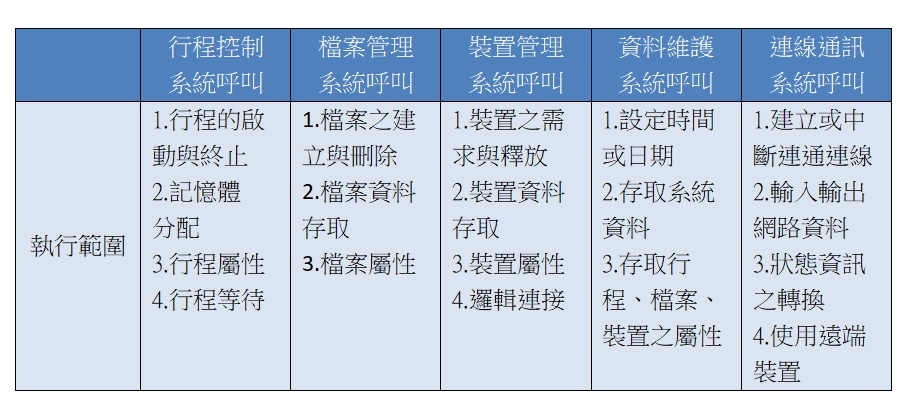 行程控制
系統呼叫
檔案管理
系統呼叫
裝置管理
系統呼叫
資料維護
系統呼叫
連線通訊
系統呼叫
執行範圍
1.行程的啟
動與終止
2.記憶體
分配
3.行程屬性
4.行程等待
1.檔案之建
立與刪除
2.檔案資料
存取
3.檔案屬性
1.裝置之需
求與釋放
2.裝置資料
存取
3.裝置屬性
4.邏輯連接
1.設定時間
或日期
2.存取系統
資料
3.存取行
程、檔案、
裝置之屬性
1.建立或中
斷連通連線
2.輸入輸出
網路資料
3.狀態資訊
之轉換
4.使用遠端
裝置